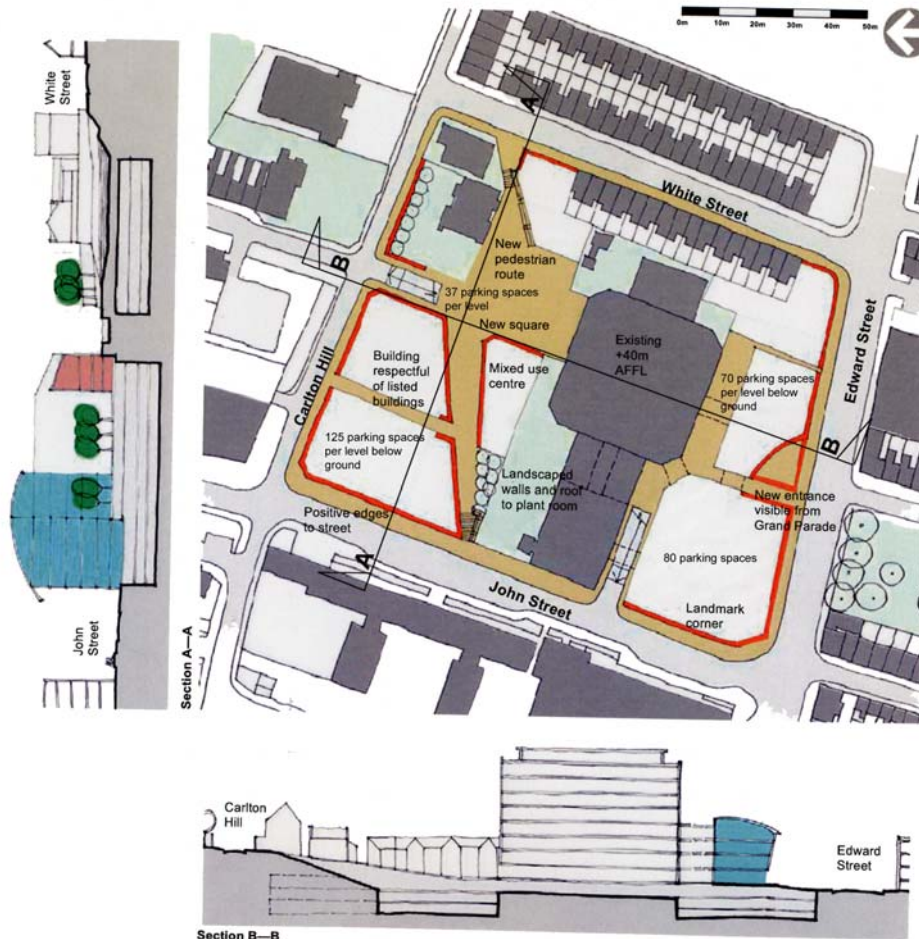 0m
10m
20m
30m
40m
50m
White
Street
John
Street
Section A—A
A
White Street
B
New
pedestrian
route
37 parking spaces
per level
New square
Existing
+40m
AFFL
Edward Street
Carlton Hill
Building
respectful
of listed
buildings
Mixed use
centre
70 parking spaces
per level below
ground
125 parking spaces
per level below
ground
B
Landscaped
walls and roof
to plant room
New entrance
visible from
Grand Parade
Positive edges
to street
A
80 parking spaces
John Street
Landmark
corner
Carlton
Hill
Edward
Street
Section B—B